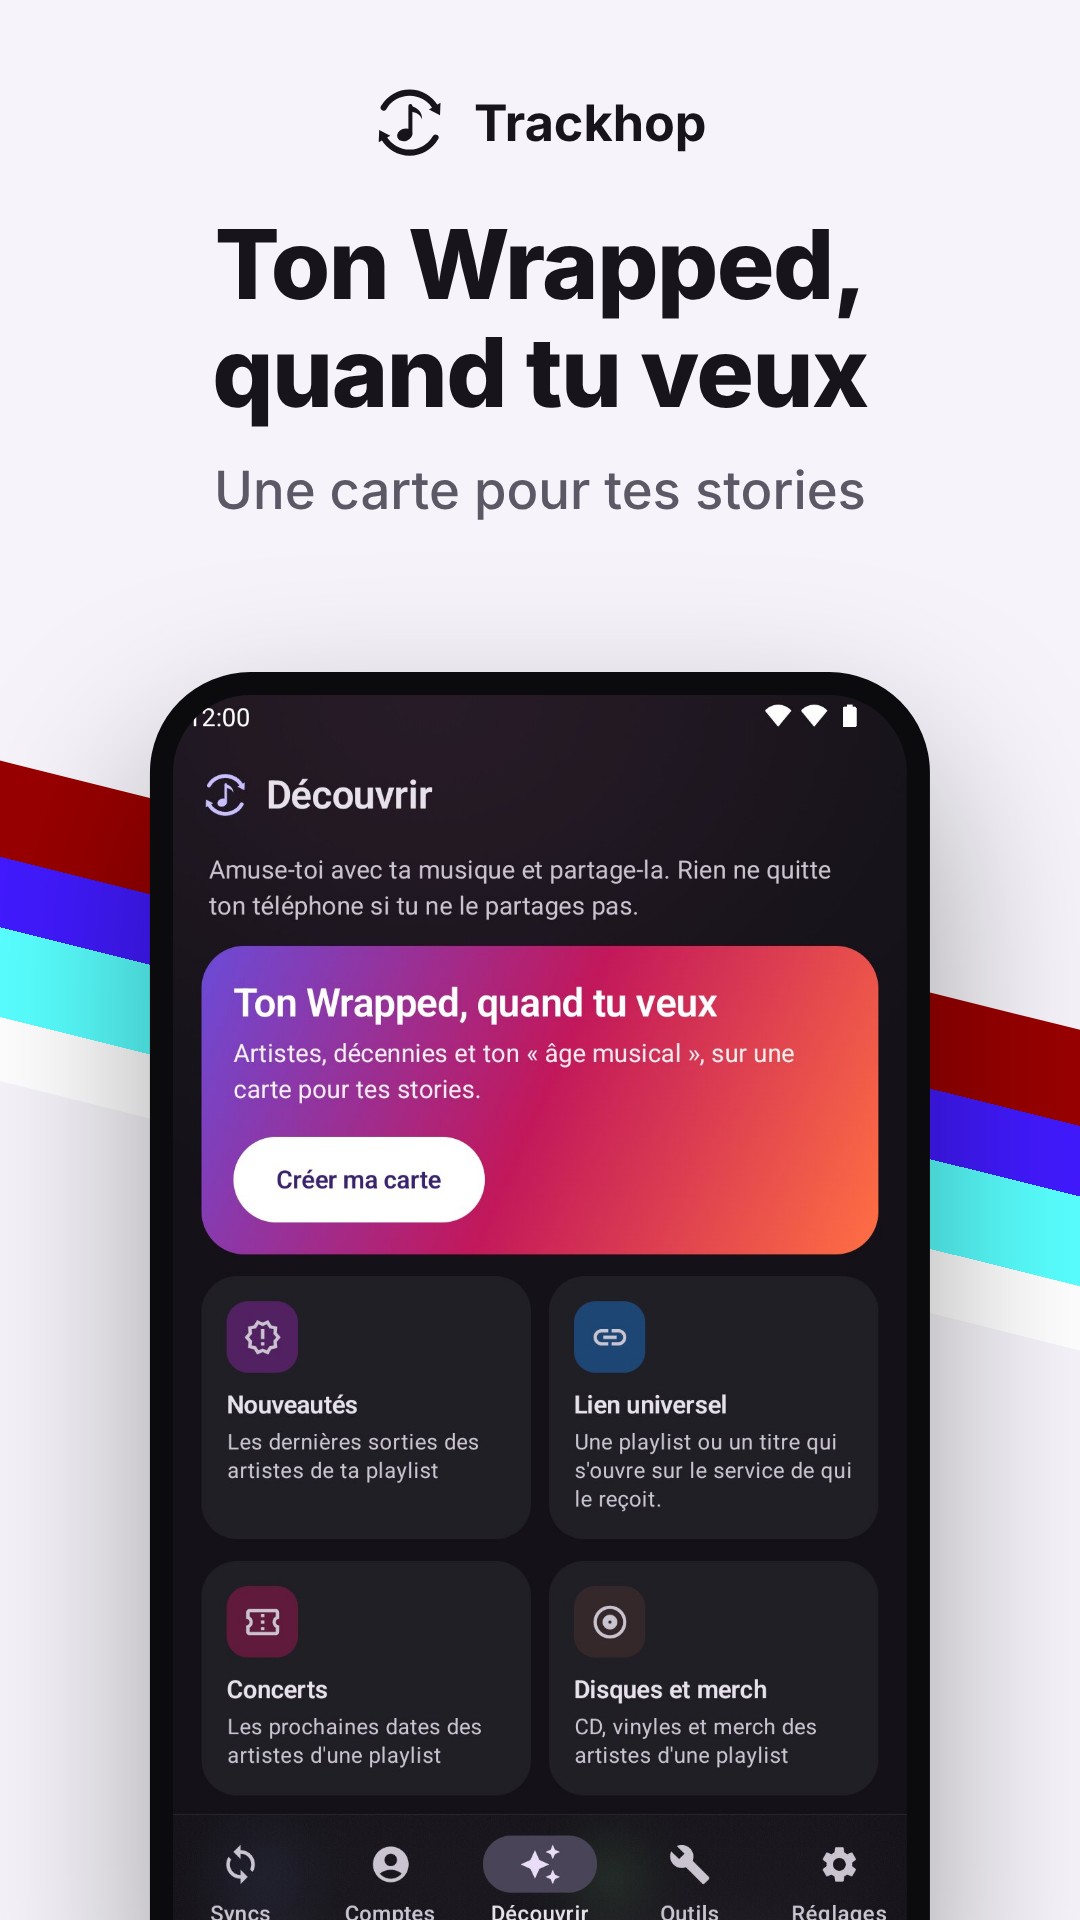 Trackhop
Ton Wrapped,
quand tu veux
Une carte pour tes stories
12:00
Découvrir
Amuse-toi avec ta musique et partage-la. Rien ne quitte
ton téléphone si tu ne le partages pas.
Ton Wrapped, quand tu veux
Artistes, décennies et ton « âge musical », sur une
carte pour tes stories.
Créer ma carte
Nouveautés
Les dernières sorties des
artistes de ta playlist
Lien universel
Une playlist ou un titre qui
s'ouvre sur le service de qui
le reçoit.
Concerts
Les prochaines dates des
artistes d'une playlist
Disques et merch
CD, vinyles et merch des
artistes d'une playlist
Syncs
Comptes
Découvrir
Outils
Réglages